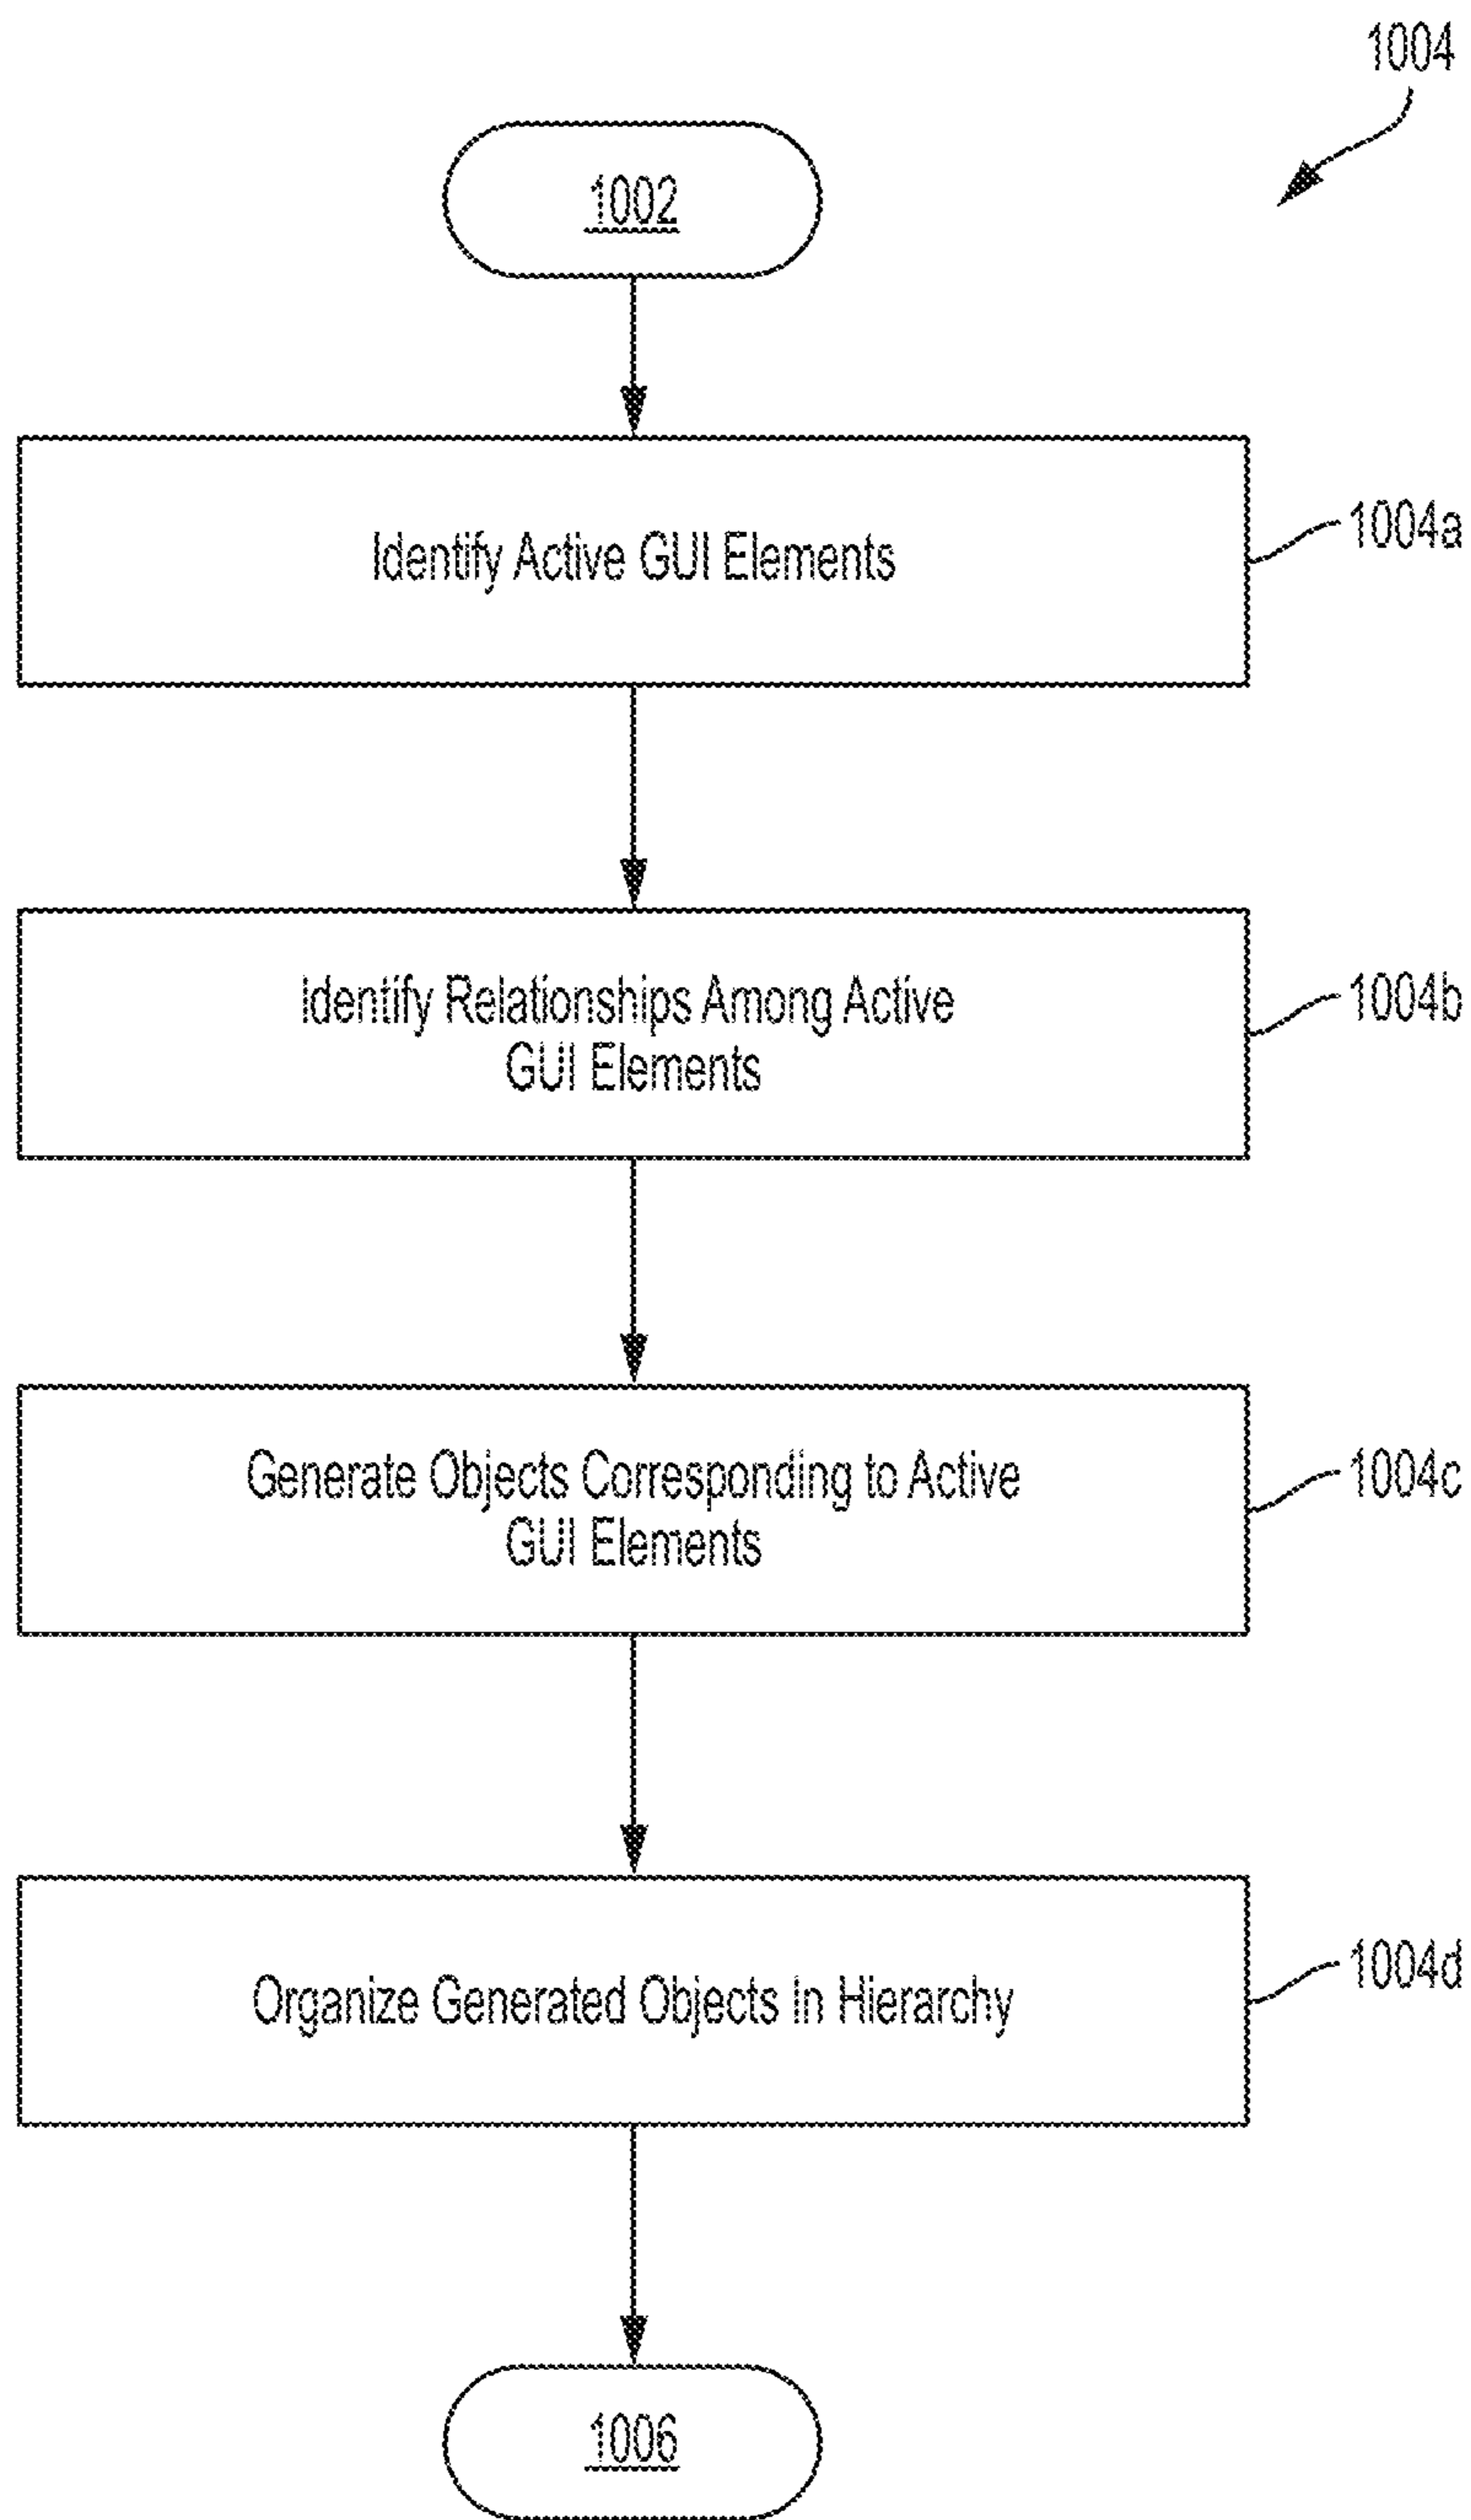 1004
1002
Identify Active GUI Elements
1004a
Identify Relationships Among Active
GUI Elements
1004b
Generate Objects Corresponding to Active
GUI Elements
1004c
Organize Generated Objects In Hierarchy
1004d
1006